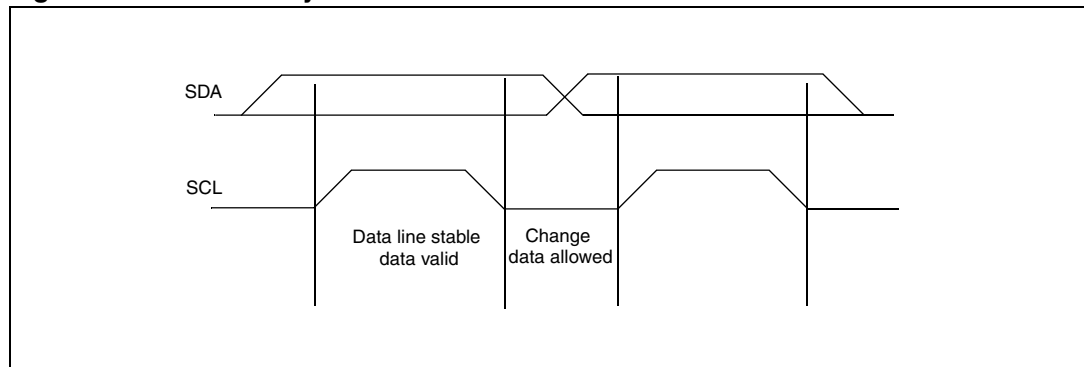 SDA
SCL
Data line stable
data valid
Change
data allowed